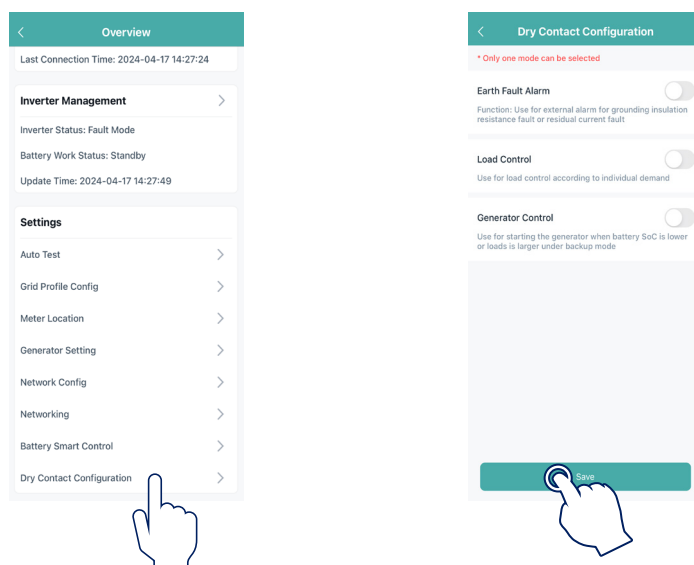 Overview
Last Connection Time: 2024-04-17 14:27:24
Inverter Management
Inverter Status: Fault Mode
Battery Work Status: Standby
Update Time: 2024-04-17 14:27:49
Settings
Auto Test
Grid Profile Config
Meter Location
Generator Setting
Network Config
Networking
Battery Smart Control
Dry Contact Configuration
Dry Contact Configuration
* Only one mode can be selected
Earth Fault Alarm
Function: Use for external alarm for grounding insulation
resistance fault or residual current fault
Load Control
Use for load control according to individual demand
Generator Control
Use for starting the generator when battery SoC is lower
or loads is larger under backup mode
Save